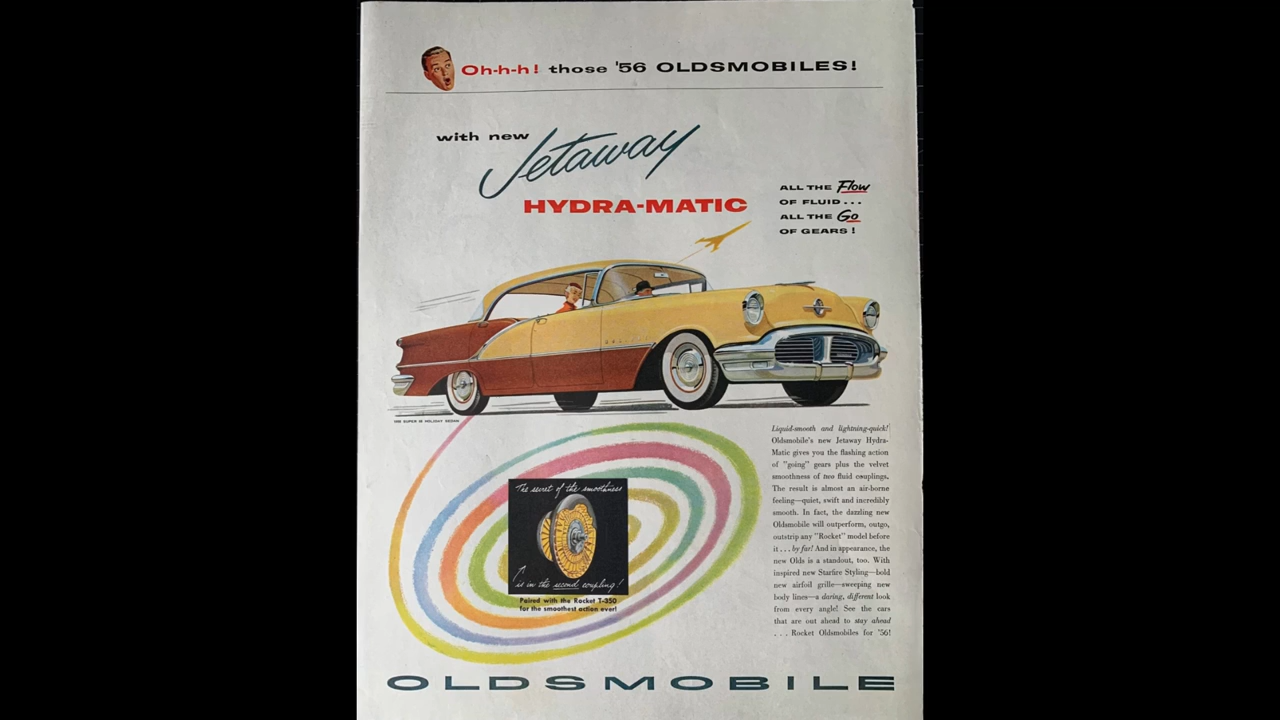 Oh-h-h! those '56 OLDSMOBILES!
with new
Jetaway
HYDRA-MATIC
ALL THE Flow
OF FLUID...
ALL THE Go
OF GEARS!
1956 SUPER 88 HOLIDAY SEDAN
Liquid-smooth and lightning-quick!
Oldsmobile's new Jetaway Hydra-
Matic gives you the flashing action
of "going" gears plus the velvet
smoothness of two fluid couplings.
The result is almost an air-borne
feeling—quiet, swift and incredibly
smooth. In fact, the dazzling new
Oldsmobile will outperform, outgo,
outstrip any "Rocket" model before
it...by far! And in appearance, the
new Olds is a standout, too. With
inspired new Starfire Styling—bold
new airfoil grille—sweeping new
body lines—a daring, different look
from every angle! See the cars
that are out ahead to stay ahead
... Rocket Oldsmobiles for '56!
The secret of the smoothness
is in the second coupling!
Paired with the Rocket T-350
for the smoothest action ever!
OLDSMOBILE